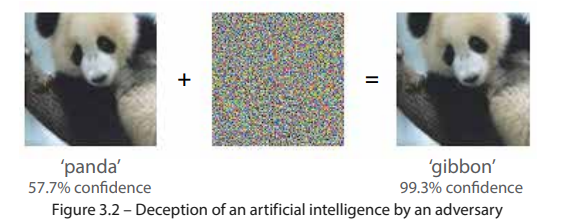 +
=
'panda'
57.7% confidence
'gibbon'
99.3% confidence
Figure 3.2 – Deception of an artificial intelligence by an adversary